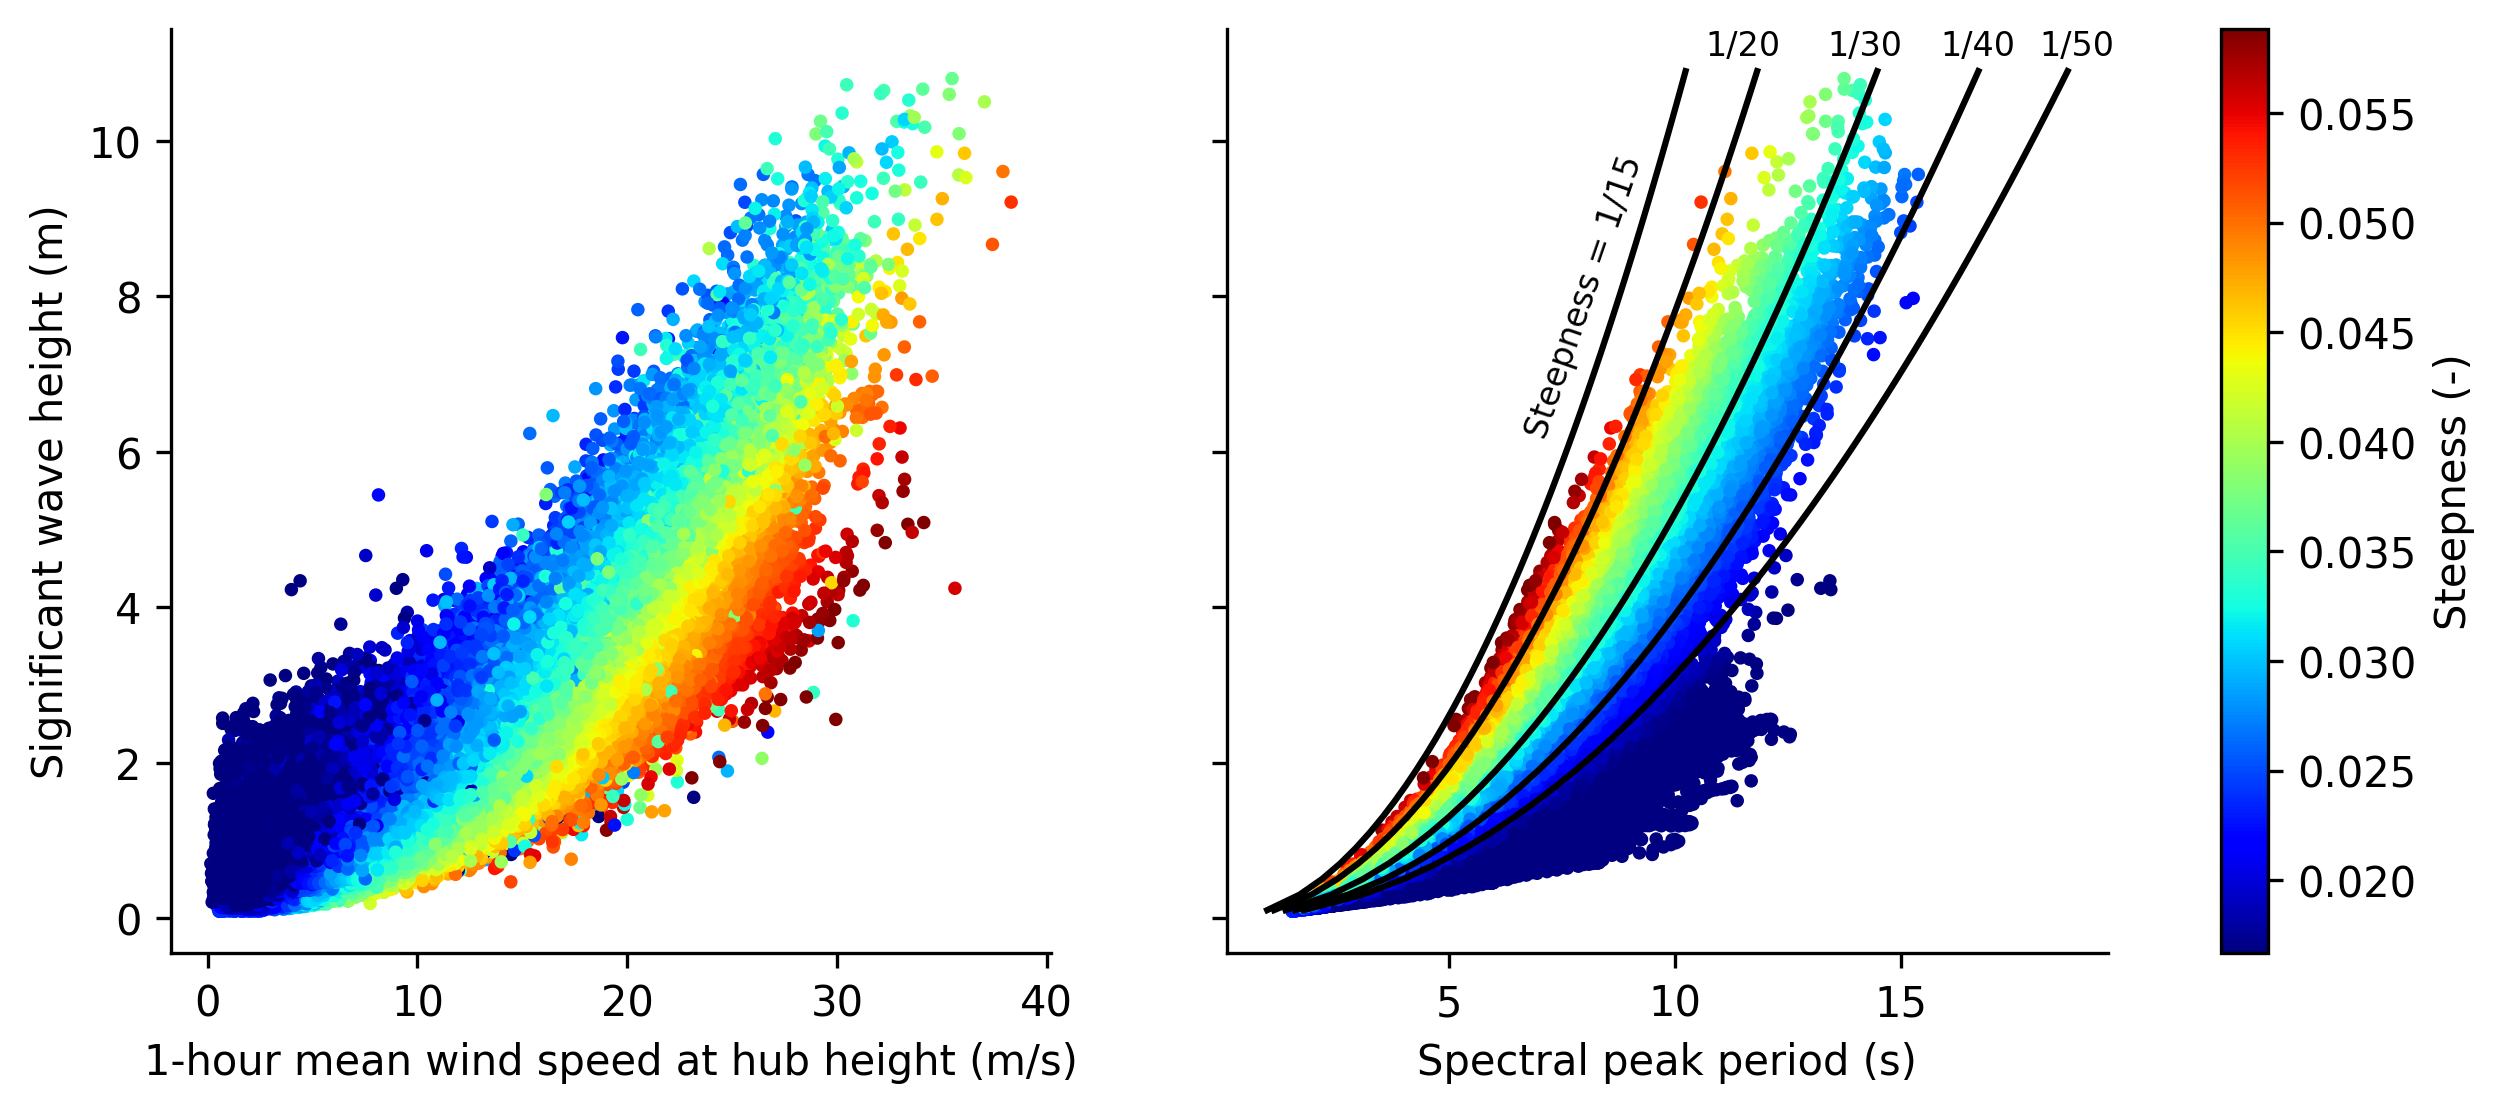 Significant wave height (m)
10
8
6
4
2
0
0 10 20 30 40
1-hour mean wind speed at hub height (m/s)
1/20 1/30 1/40 1/50
Steepness = 1/15
5 10 15
Spectral peak period (s)
0.055
0.050
0.045
0.040
0.035
0.030
0.025
0.020
Steepness (-)